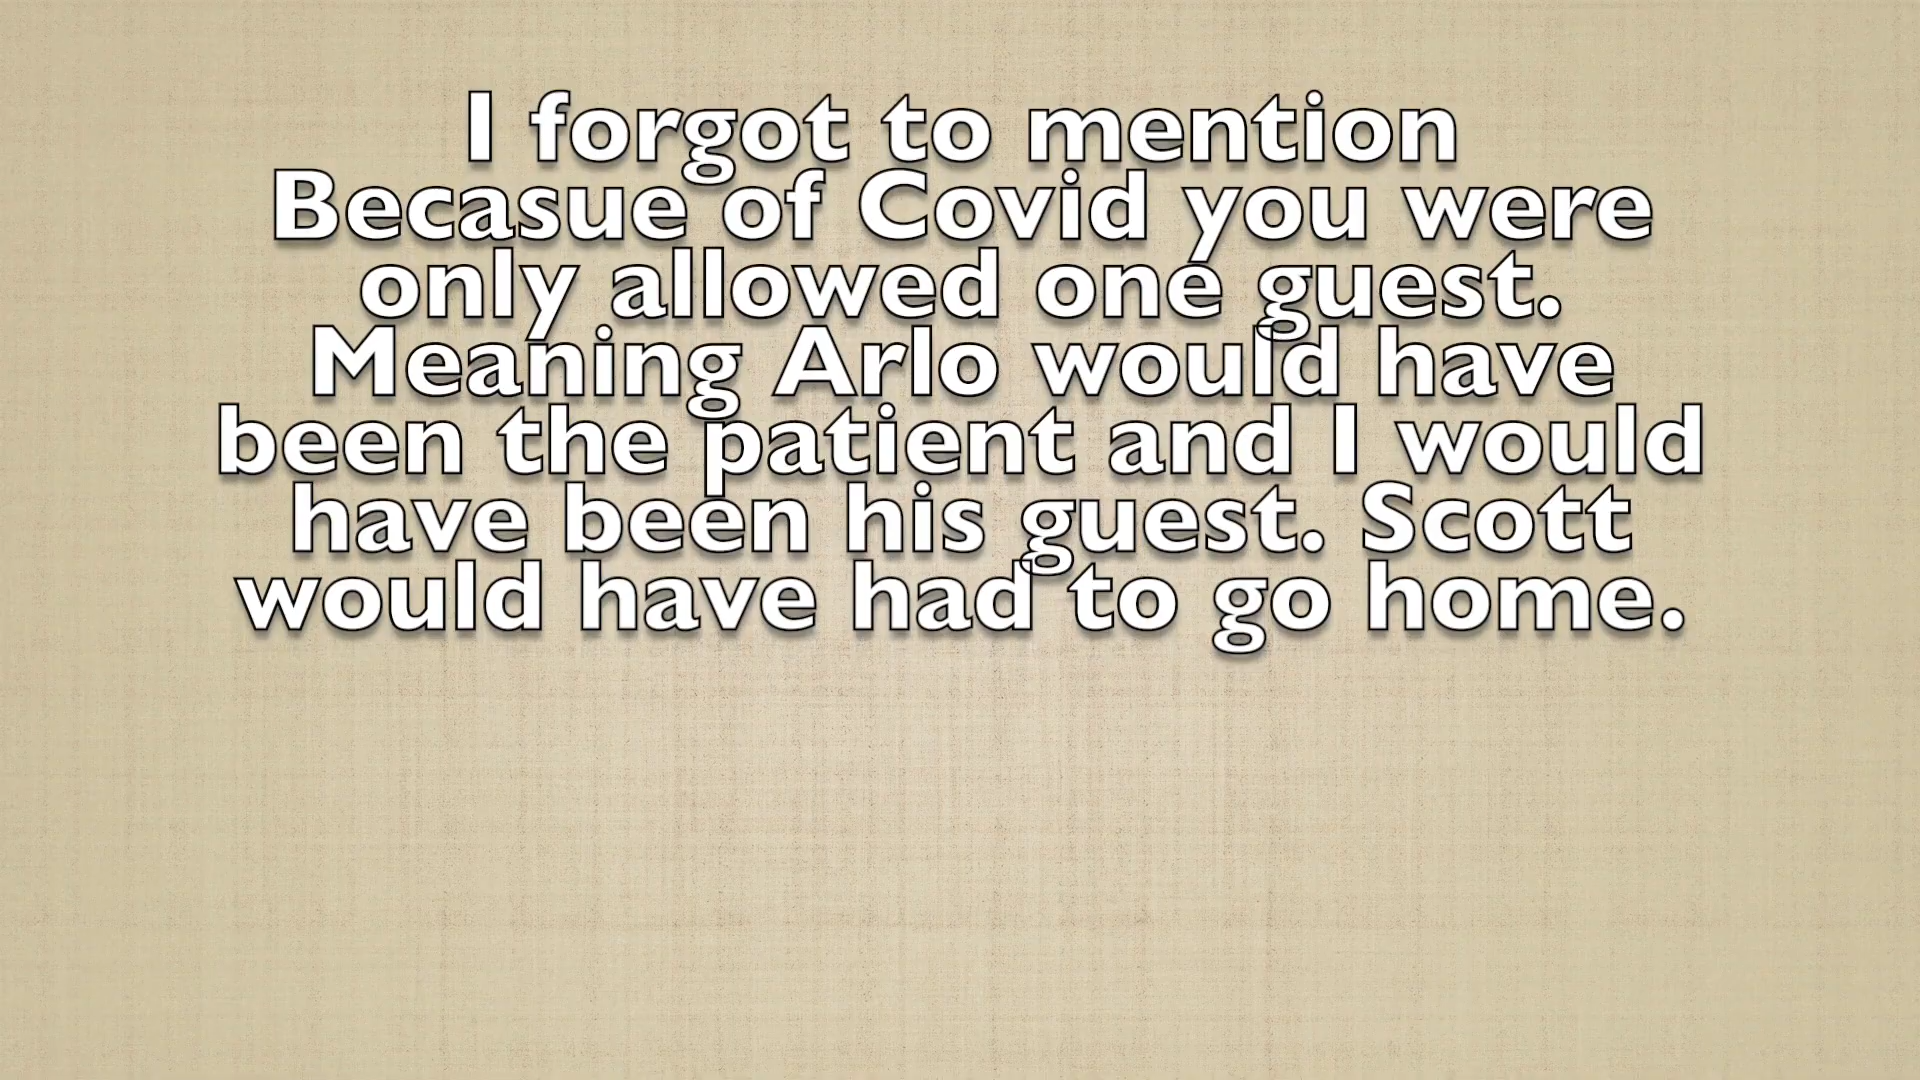 I forgot to mention
Becasue of Covid you were
only allowed one guest.
Meaning Arlo would have
been the patient and I would
have been his guest. Scott
would have had to go home.